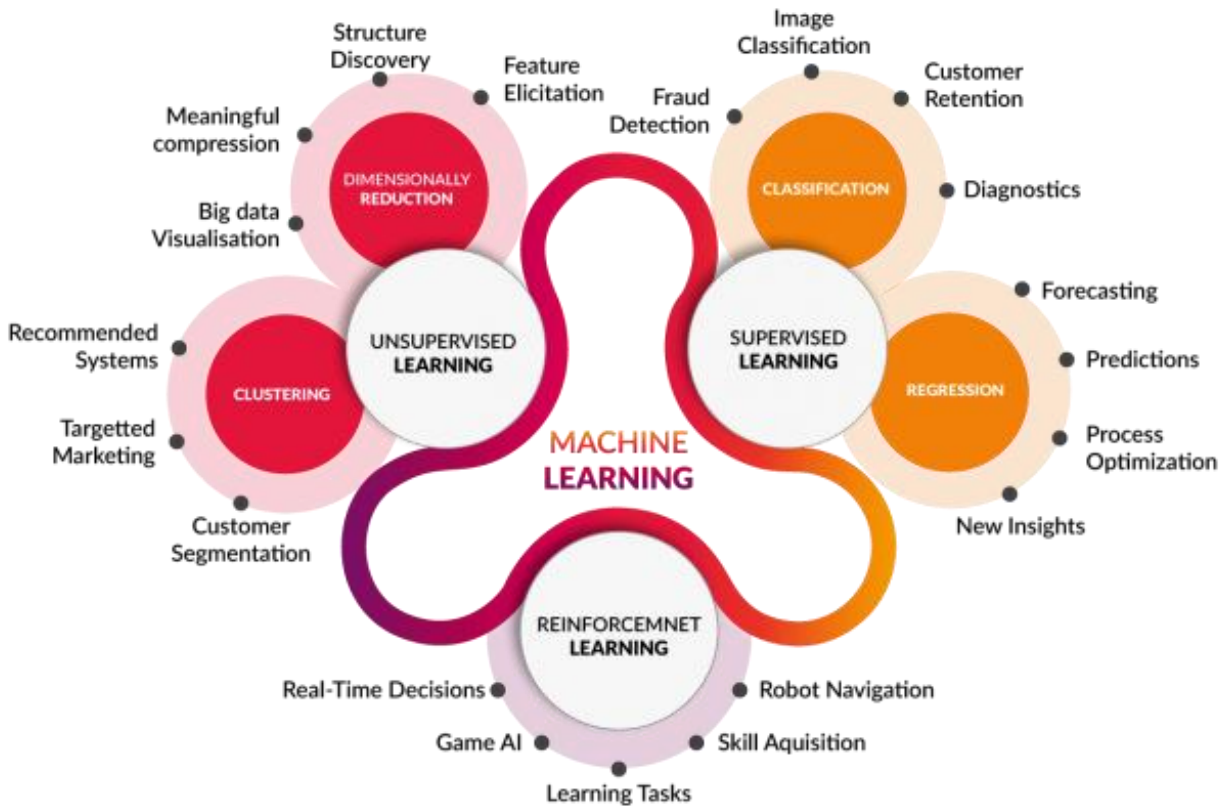 Structure
Discovery
Feature
Elicitation
Meaningful
compression
DIMENSIONALLY
REDUCTION
Big data
Visualisation
UNSUPERVISED
LEARNING
Recommended
Systems
CLUSTERING
Targetted
Marketing
Customer
Segmentation
Image
Classification
Customer
Retention
Fraud
Detection
CLASSIFICATION
Diagnostics
SUPERVISED
LEARNING
Forecasting
Predictions
REGRESSION
Process
Optimization
New Insights
MACHINE
LEARNING
REINFORCEMNET
LEARNING
Real-Time Decisions
Robot Navigation
Game AI
Skill Aquisition
Learning Tasks